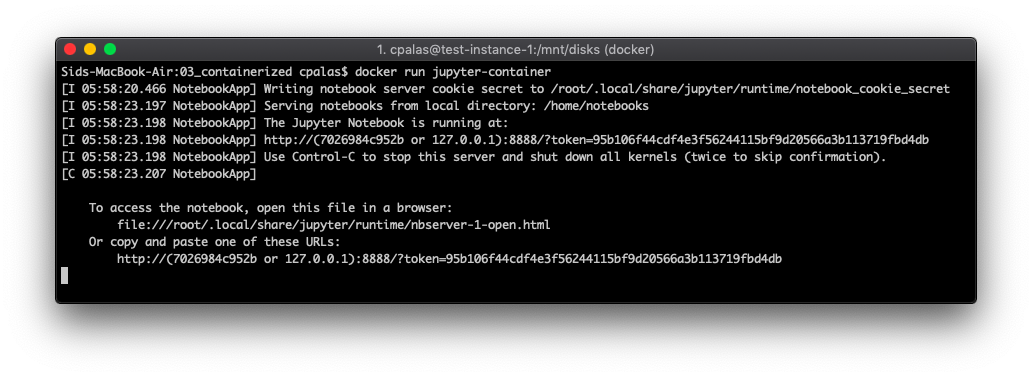 1. cpalas@test-instance-1:/mnt/disks (docker)
Sids-MacBook-Air:03_containerized cpalas$ docker run jupyter-container
[I 05:58:20.466 NotebookApp] Writing notebook server cookie secret to /root/.local/share/jupyter/runtime/notebook_cookie_secret
[I 05:58:23.197 NotebookApp] Serving notebooks from local directory: /home/notebooks
[I 05:58:23.198 NotebookApp] The Jupyter Notebook is running at:
[I 05:58:23.198 NotebookApp] http://(7026984c952b or 127.0.0.1):8888/?token=95b106f44cdf4e3f56244115bf9d20566a3b113719fbd4db
[I 05:58:23.198 NotebookApp] Use Control-C to stop this server and shut down all kernels (twice to skip confirmation).
[C 05:58:23.207 NotebookApp]
To access the notebook, open this file in a browser:
file:///root/.local/share/jupyter/runtime/nbserver-1-open.html
Or copy and paste one of these URLs:
http://(7026984c952b or 127.0.0.1):8888/?token=95b106f44cdf4e3f56244115bf9d20566a3b113719fbd4db